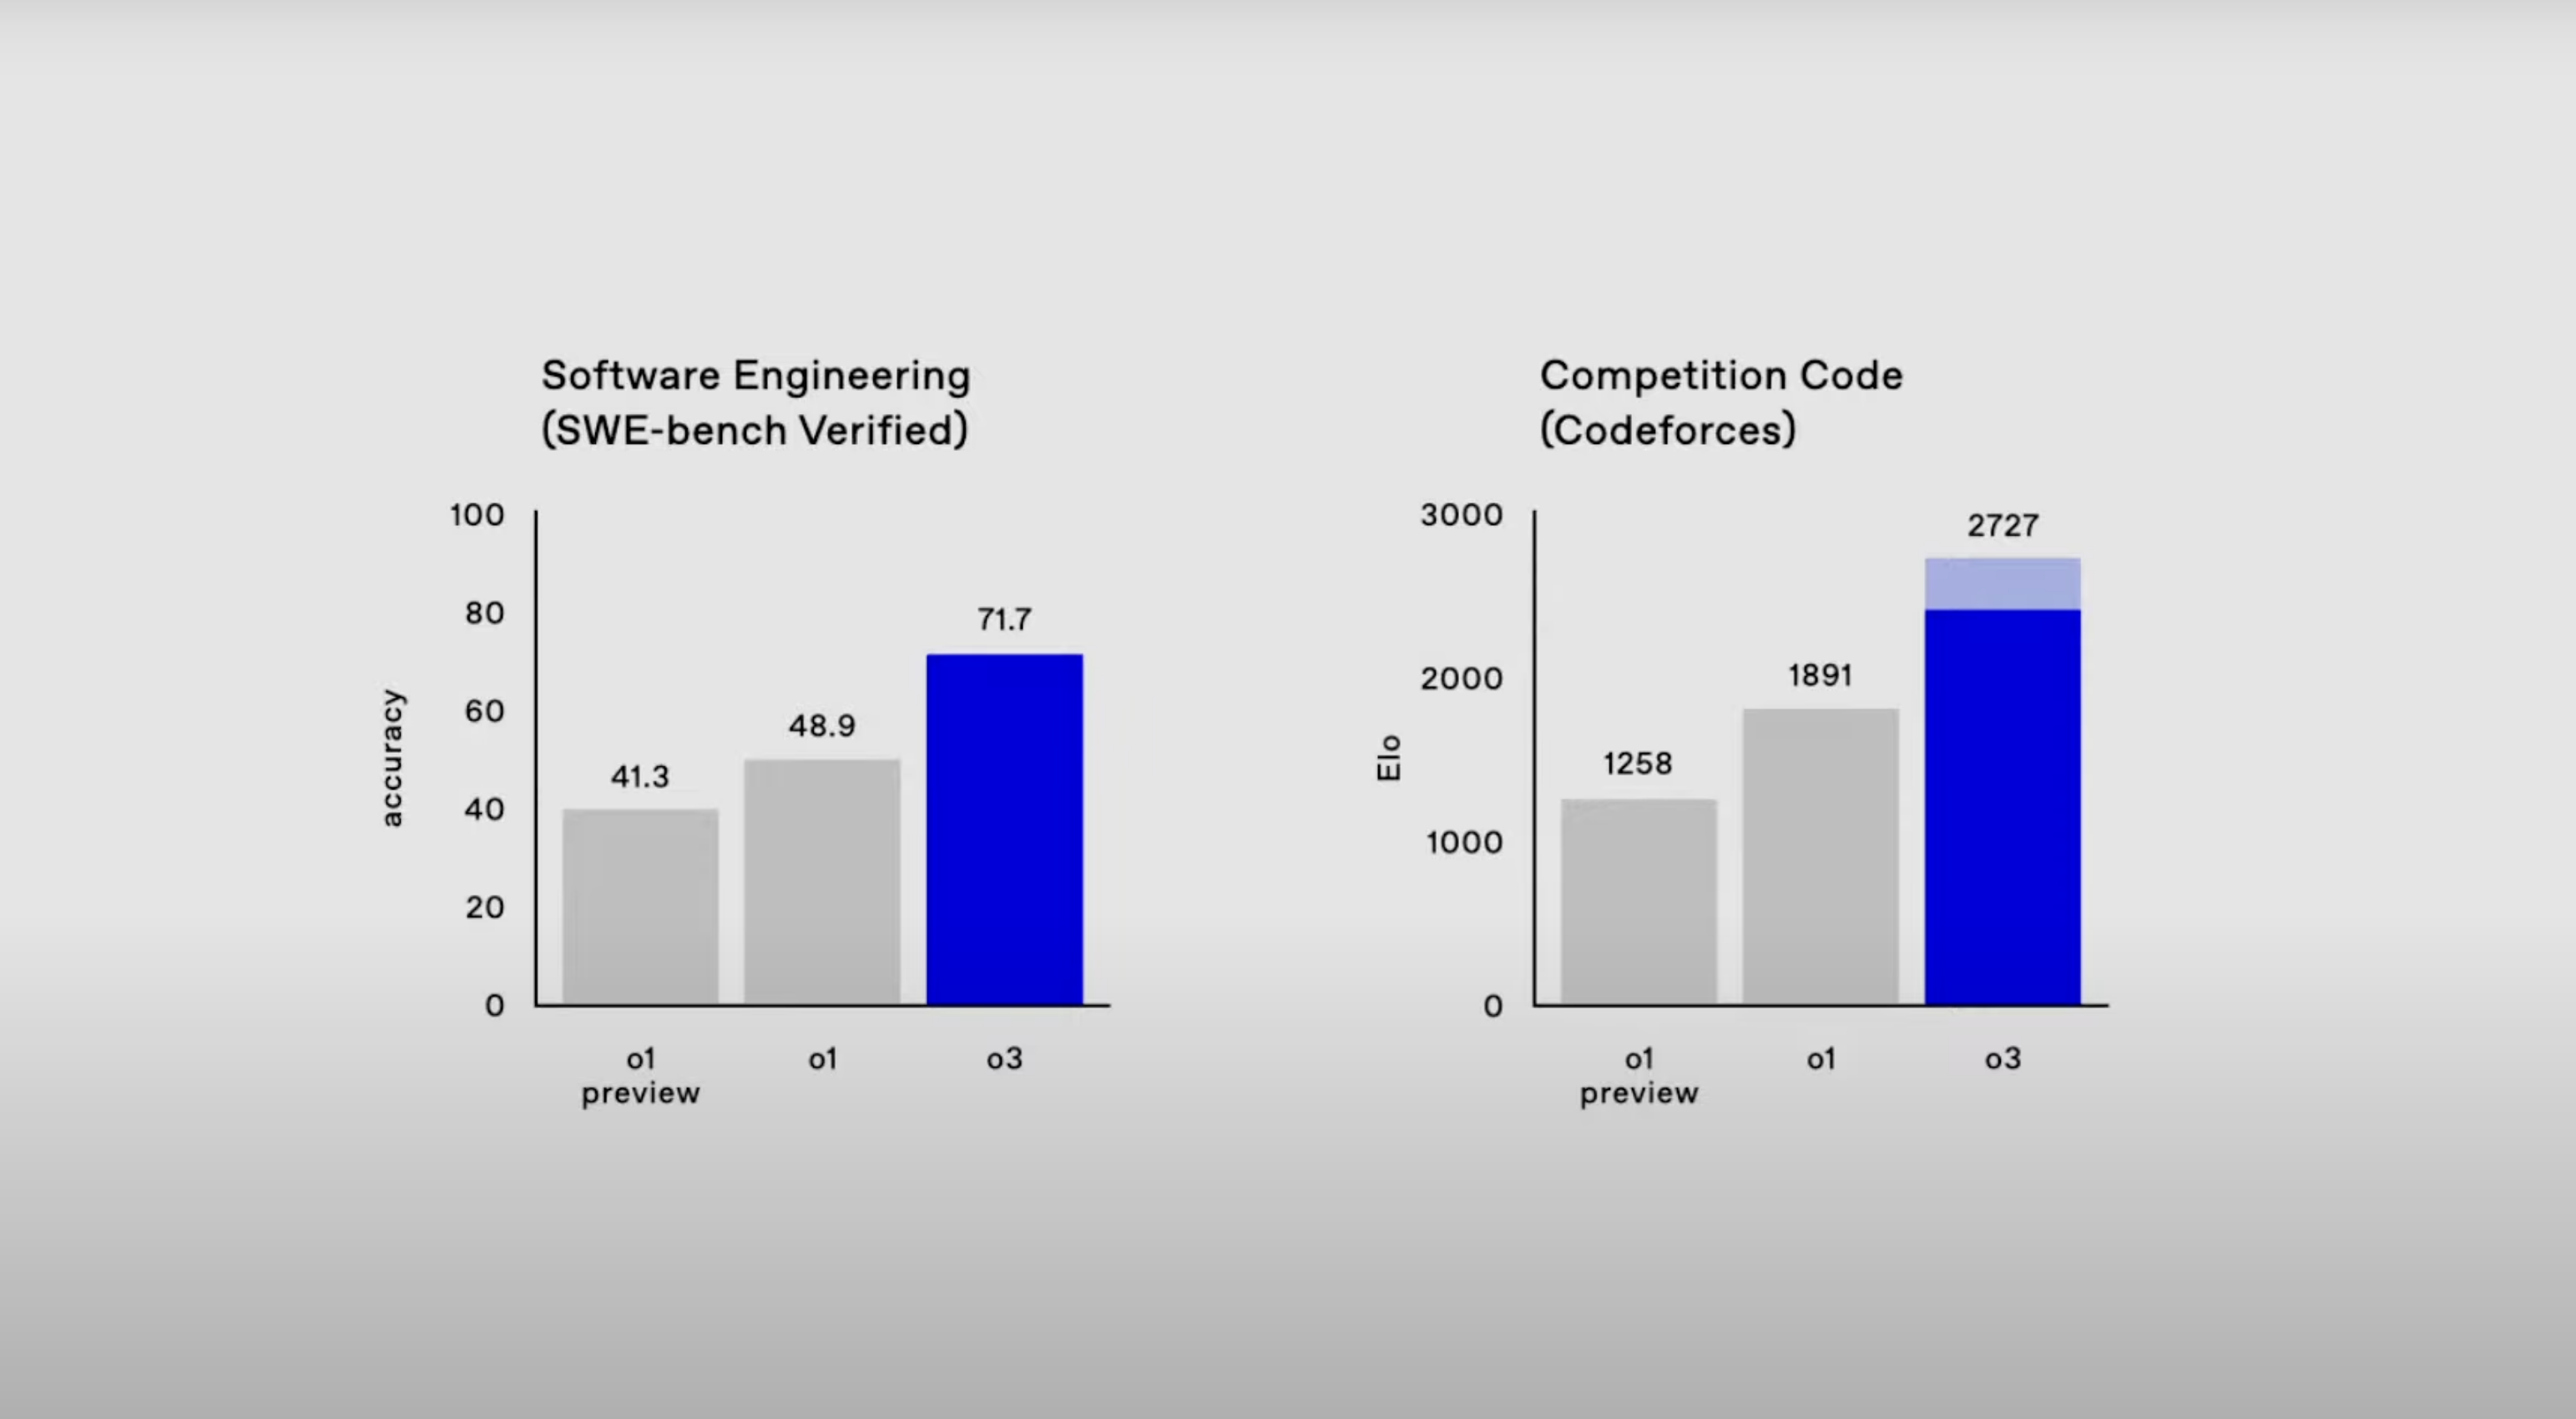 Software Engineering
(SWE-bench Verified)
accuracy
100
80
60
40
20
0
41.3
48.9
71.7
o1
preview
o1
o3
Competition Code
(Codeforces)
Elo
3000
2000
1000
0
1258
1891
2727
o1
preview
o1
o3